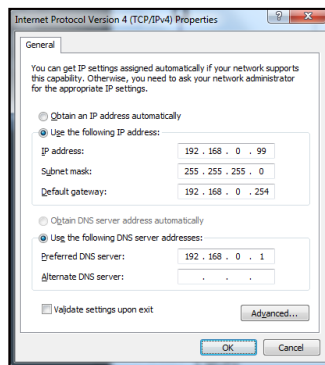 Internet Protocol Version 4 (TCP/IPv4) Properties
General
You can get IP settings assigned automatically if your network supports
this capability. Otherwise, you need to ask your network administrator
for the appropriate IP settings.
Obtain an IP address automatically
Use the following IP address:
IP address: 192 . 168 . 0 . 99
Subnet mask: 255 . 255 . 255 . 0
Default gateway: 192 . 168 . 0 . 254
Obtain DNS server address automatically
Use the following DNS server addresses:
Preferred DNS server: 192 . 168 . 0 . 1
Alternate DNS server: . . .
Validate settings upon exit
Advanced...
OK Cancel